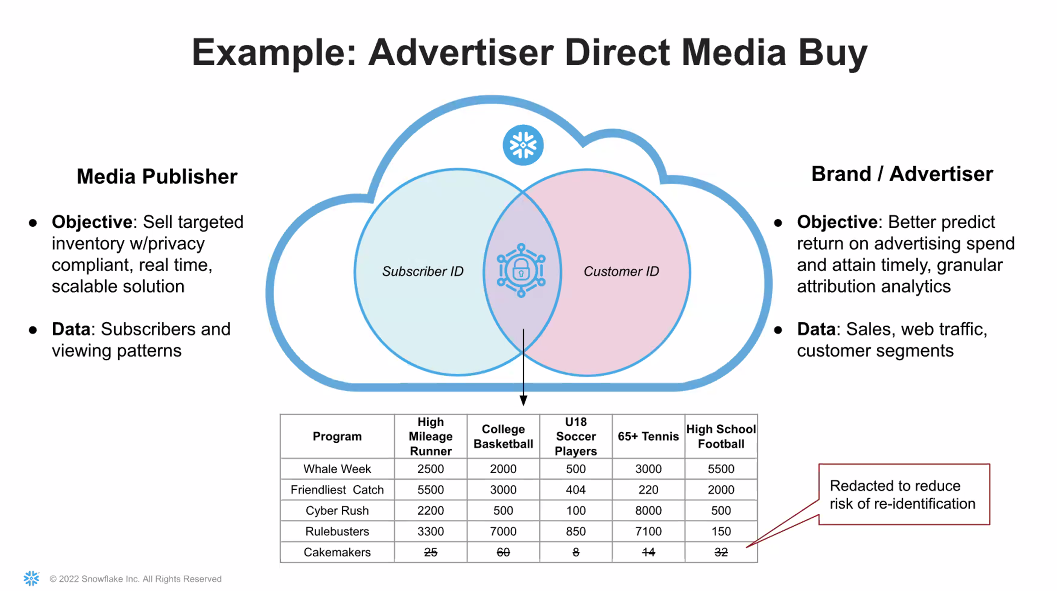 Example: Advertiser Direct Media Buy
Media Publisher
● Objective: Sell targeted
inventory w/privacy
compliant, real time,
scalable solution
● Data: Subscribers and
viewing patterns
Subscriber ID
Customer ID
Brand / Advertiser
● Objective: Better predict
return on advertising spend
and attain timely, granular
attribution analytics
● Data: Sales, web traffic,
customer segments
Program | High Mileage Runner | College Basketball | U18 Soccer Players | 65+ Tennis | High School Football
Whale Week | 2500 | 2000 | 500 | 3000 | 5500
Friendliest Catch | 5500 | 3000 | 404 | 220 | 2000
Cyber Rush | 2200 | 500 | 100 | 8000 | 500
Rulebusters | 3300 | 7000 | 850 | 7100 | 150
Cakemakers | 25 | 60 | 8 | 14 | 32
Redacted to reduce
risk of re-identification
© 2022 Snowflake Inc. All Rights Reserved